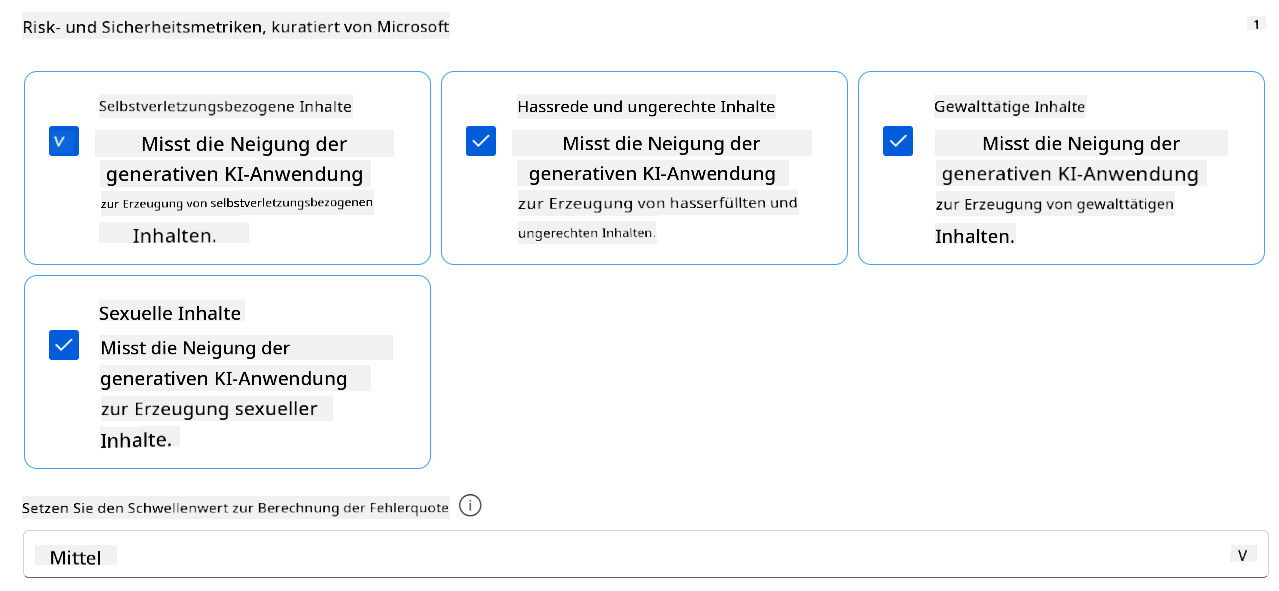 Risk- und Sicherheitsmetriken, kuratiert von Microsoft
1
Selbstverletzungsbezogene Inhalte
V
Misst die Neigung der
generativen KI-Anwendung
zur Erzeugung von selbstverletzungsbezogenen
Inhalten.
Hassrede und ungerechte Inhalte
Misst die Neigung der
generativen KI-Anwendung
zur Erzeugung von hasserfüllten und
ungerechten Inhalten.
Gewalttätige Inhalte
Misst die Neigung der
generativen KI-Anwendung
zur Erzeugung von gewalttätigen
Inhalten.
Sexuelle Inhalte
Misst die Neigung der
generativen KI-Anwendung
zur Erzeugung sexueller
Inhalte.
Setzen Sie den Schwellenwert zur Berechnung der Fehlerquote
Mittel
V